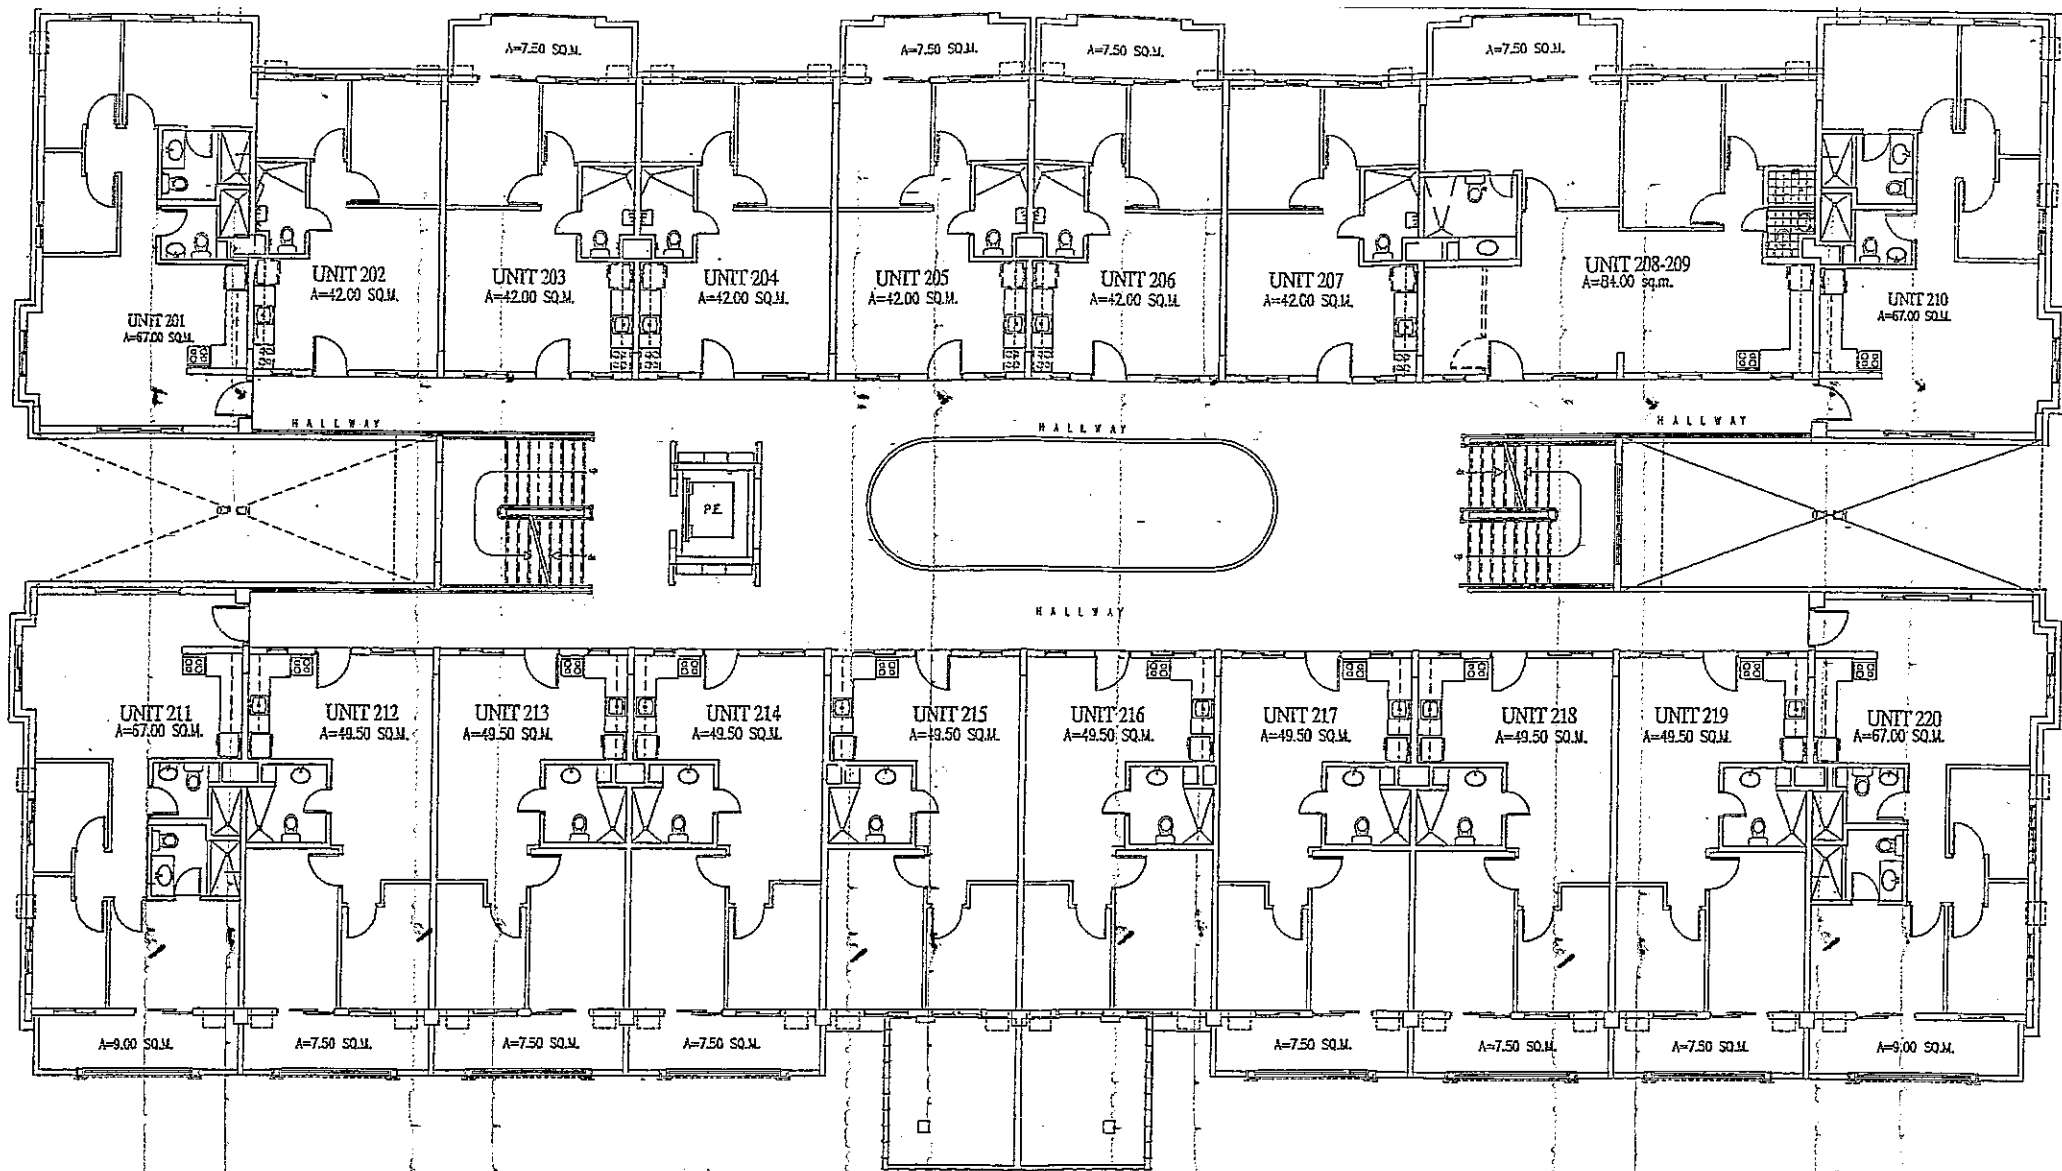 A=7.50 SQ.M.
A=7.50 SQ.M.
A=7.50 SQ.M.
A=7.50 SQ.M.
UNIT 201
A=67.00 SQ.M.
UNIT 202
A=42.00 SQ.M.
UNIT 203
A=42.00 SQ.M.
UNIT 204
A=42.00 SQ.M.
UNIT 205
A=42.00 SQ.M.
UNIT 206
A=42.00 SQ.M.
UNIT 207
A=42.00 SQ.M.
UNIT 208-209
A=84.00 sq.m.
UNIT 210
A=67.00 SQ.M.
HALLWAY
HALLWAY
HALLWAY
P.E.
HALLWAY
UNIT 211
A=67.00 SQ.M.
UNIT 212
A=49.50 SQ.M.
UNIT 213
A=49.50 SQ.M.
UNIT 214
A=49.50 SQ.M.
UNIT 215
A=49.50 SQ.M.
UNIT 216
A=49.50 SQ.M.
UNIT 217
A=49.50 SQ.M.
UNIT 218
A=49.50 SQ.M.
UNIT 219
A=49.50 SQ.M.
UNIT 220
A=67.00 SQ.M.
A=9.00 SQ.M.
A=7.50 SQ.M.
A=7.50 SQ.M.
A=7.50 SQ.M.
A=7.50 SQ.M.
A=7.50 SQ.M.
A=7.50 SQ.M.
A=9.00 SQ.M.